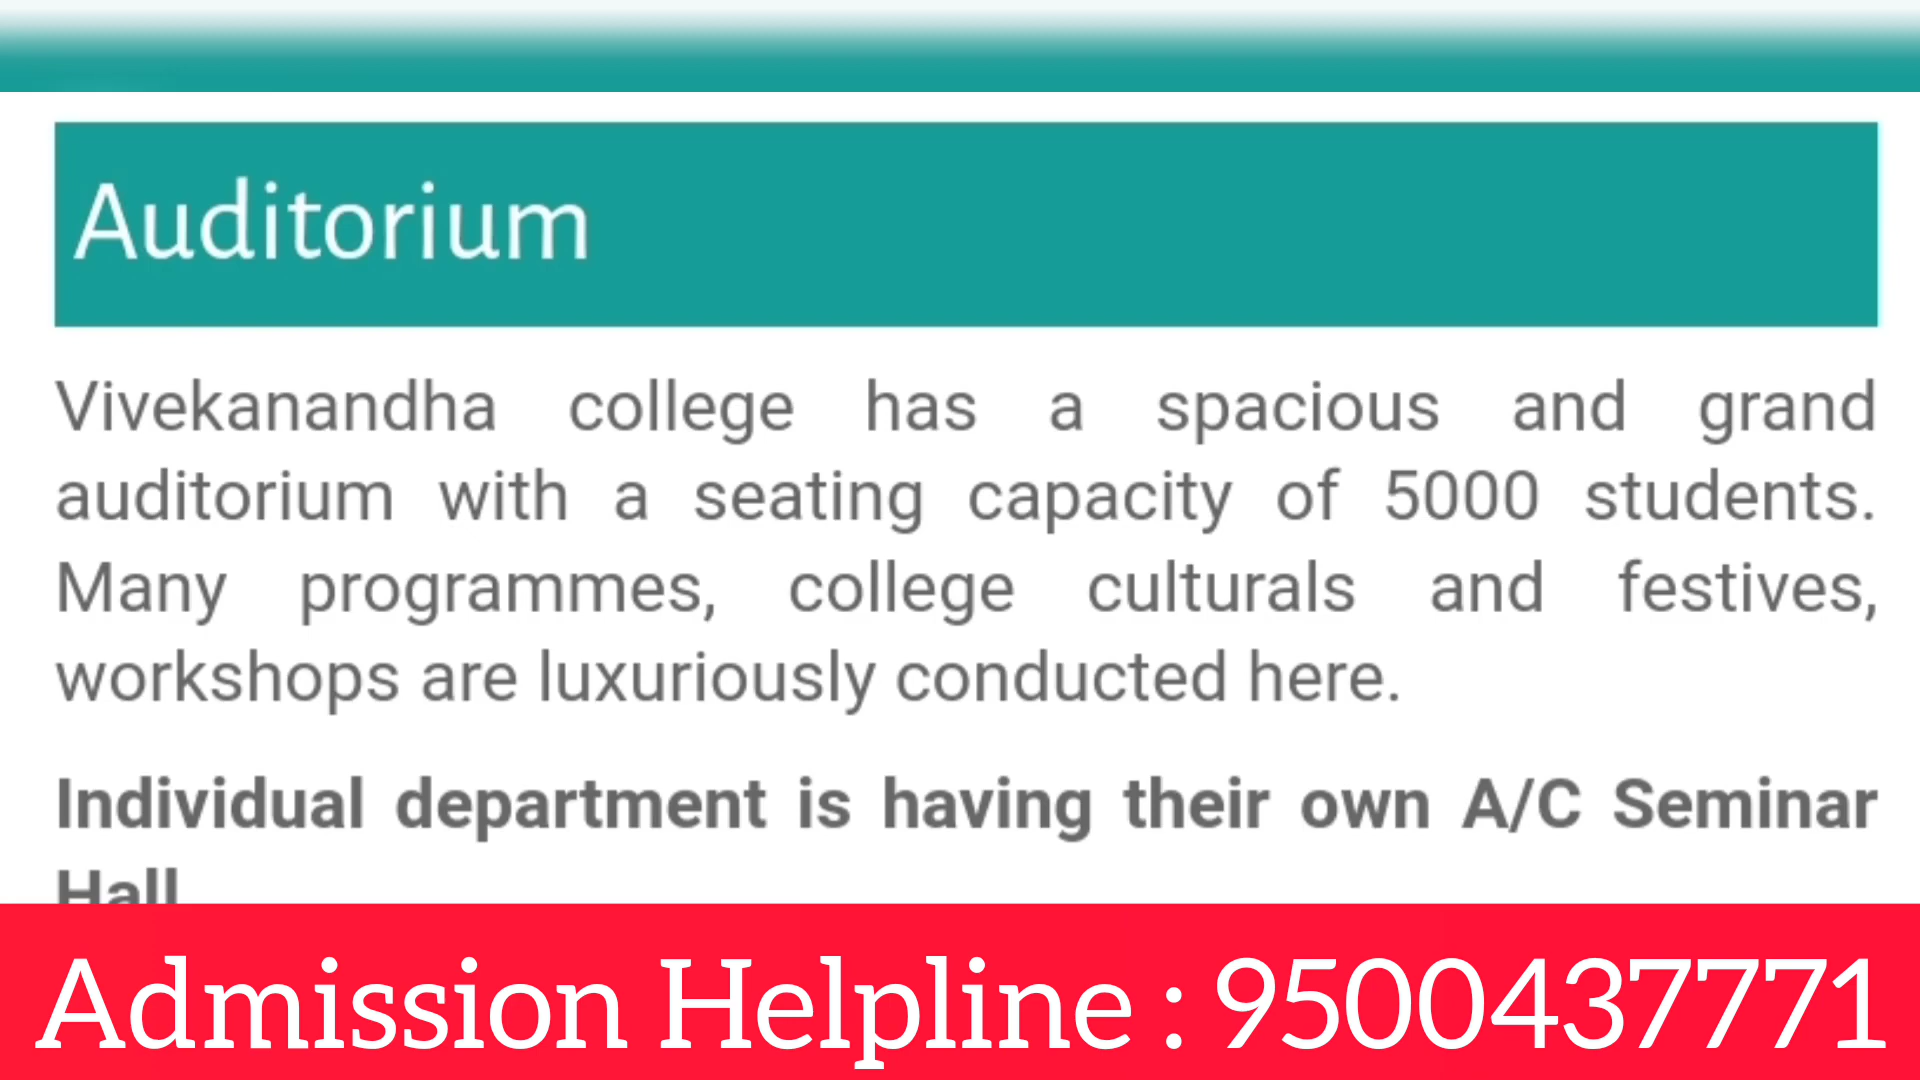 Auditorium
Vivekanandha college has a spacious and grand
auditorium with a seating capacity of 5000 students.
Many programmes, college culturals and festives,
workshops are luxuriously conducted here.
Individual department is having their own A/C Seminar
Hall
Admission Helpline : 9500437771